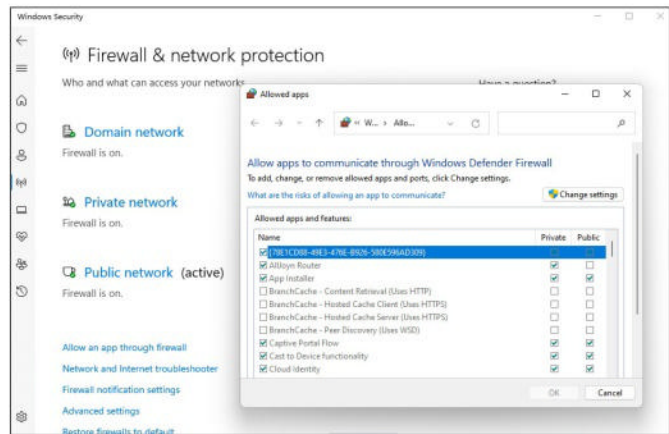 Windows Security
Firewall & network protection
Who and what can access your networks.
Have a question?
Domain network
Firewall is on.
Private network
Firewall is on.
Public network (active)
Firewall is on.
Allow an app through firewall
Network and Internet troubleshooter
Firewall notification settings
Advanced settings
Restore firewalls to default
Allowed apps
« W... › Allo...
Allow apps to communicate through Windows Defender Firewall
To add, change, or remove allowed apps and ports, click Change settings.
What are the risks of allowing an app to communicate?
Change settings
Allowed apps and features:
Name Private Public
AllJoyn Router
App Installer
BranchCache - Content Retrieval (Uses HTTP)
BranchCache - Hosted Cache Client (Uses HTTPS)
BranchCache - Hosted Cache Server (Uses HTTPS)
BranchCache - Peer Discovery (Uses WSD)
Captive Portal Flow
Cast to Device functionality
Cloud Identity
OK Cancel